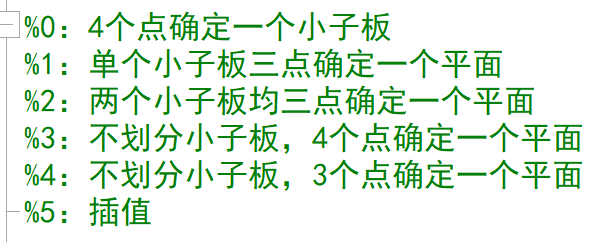 %0：4个点确定一个小子板
%1：单个小子板三点确定一个平面
%2：两个小子板均三点确定一个平面
%3：不划分小子板，4个点确定一个平面
%4：不划分小子板，3个点确定一个平面
%5：插值